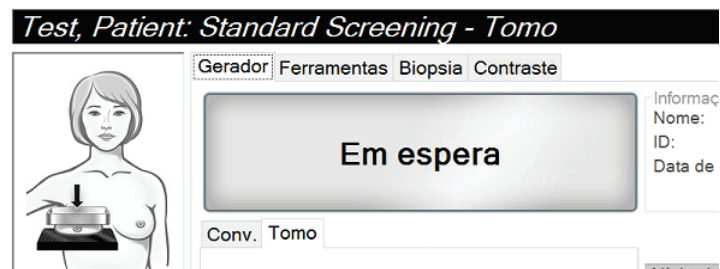 Test, Patient: Standard Screening - Tomo
Gerador Ferramentas Biopsia Contraste
Em espera
Nome:
ID:
Data de
Conv. Tomo